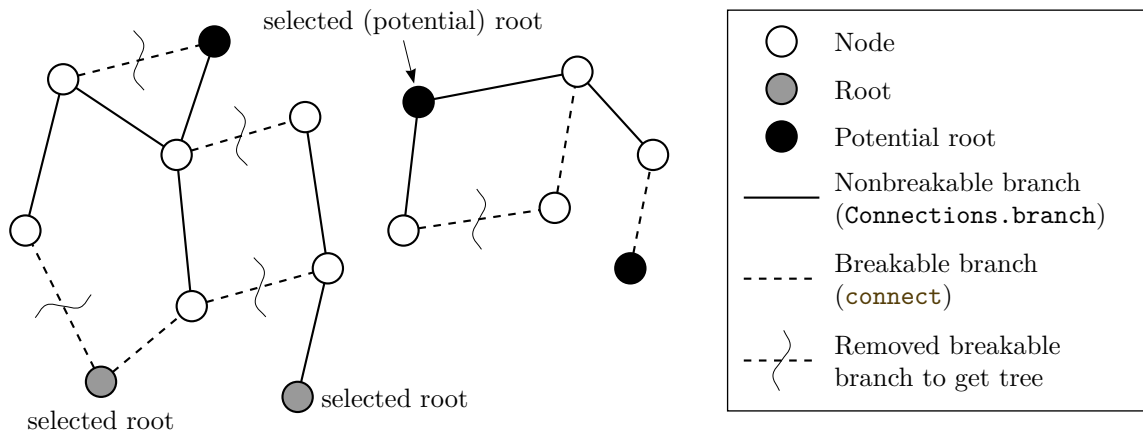 selected (potential) root
selected root
selected root
Node
Root
Potential root
Nonbreakable branch
(Connections.branch)
Breakable branch
(connect)
Removed breakable
branch to get tree